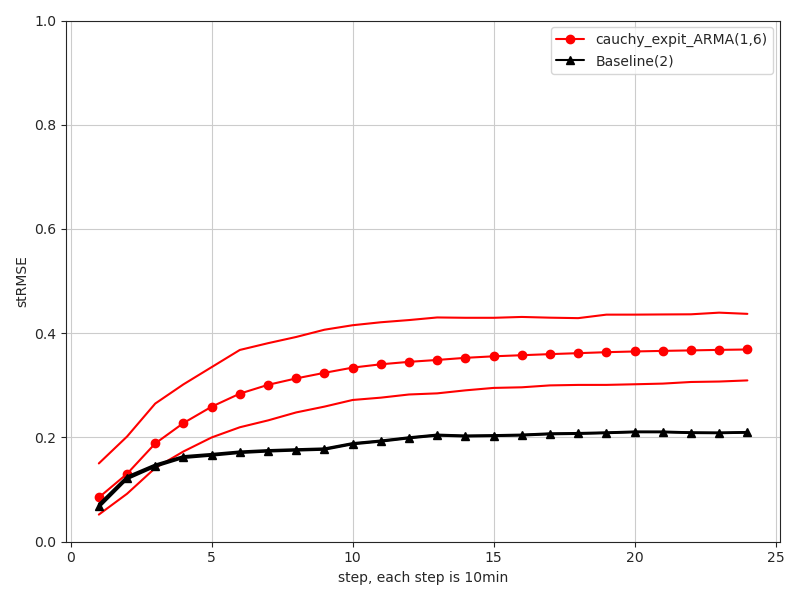 1.0
0.8
0.6
0.4
0.2
0.0
stRMSE
cauchy_expit_ARMA(1,6)
Baseline(2)
0 5 10 15 20 25
step, each step is 10min